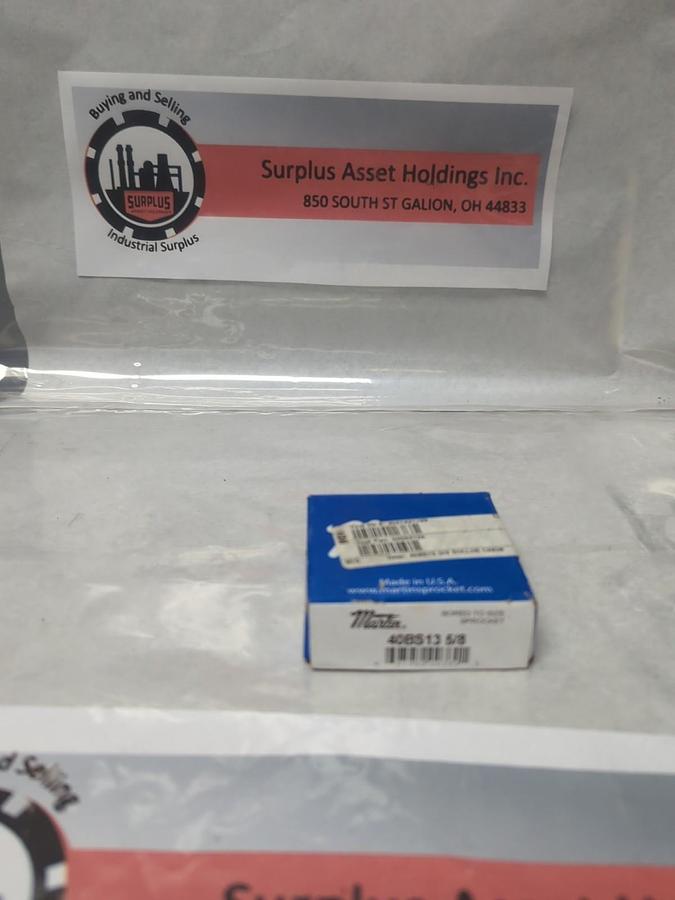 Buying and Selling
SURPLUS
Industrial Surplus
Surplus Asset Holdings Inc.
850 SOUTH ST GALION, OH 44833
Made in U.S.A.
www.martinsprocket.com
Martin
BORED TO SIZE
SPROCKET
40BS13 5/8
d Selling